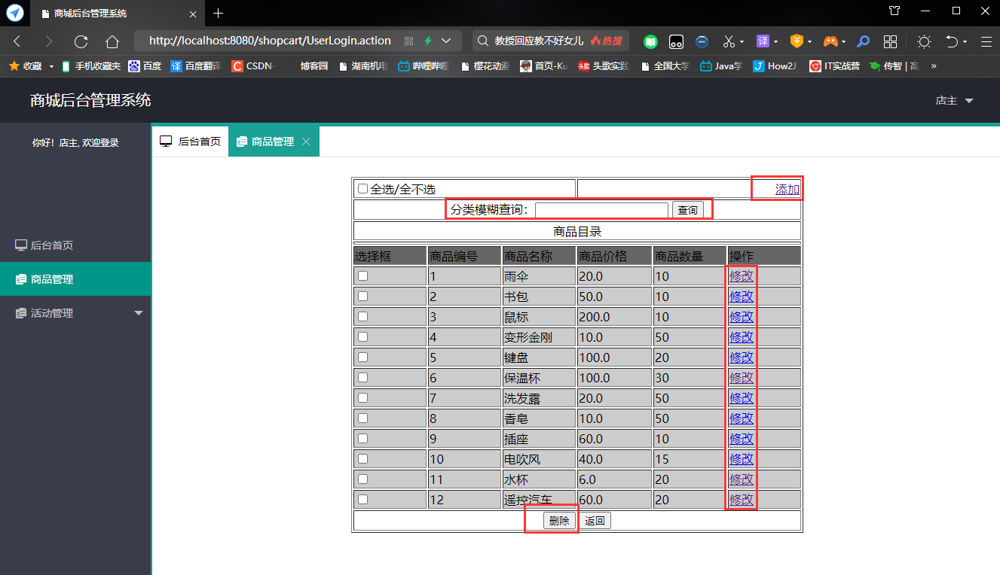 商城后台管理系统
http://localhost:8080/shopcart/UserLogin.action
教授回应教不好女儿 热搜
译
收藏 手机收藏夹 百度 译 百度翻译 C CSDN- 博客园 湖南机电 哔哩哔哩 樱花动漫 首页-Ku 头歌 头歌实践 全国大学 Java学 J How2J IT实战营 传智 | 高 »
商城后台管理系统 店主
你好！店主, 欢迎登录
后台首页 商品管理
后台首页
商品管理
活动管理
全选/全不选 添加
分类模糊查询： 查询
商品目录
选择框 商品编号 商品名称 商品价格 商品数量 操作
1 雨伞 20.0 10 修改
2 书包 50.0 10 修改
3 鼠标 200.0 10 修改
4 变形金刚 10.0 50 修改
5 键盘 100.0 20 修改
6 保温杯 100.0 30 修改
7 洗发露 20.0 50 修改
8 香皂 10.0 50 修改
9 插座 60.0 10 修改
10 电吹风 40.0 15 修改
11 水杯 6.0 20 修改
12 遥控汽车 60.0 20 修改
删除 返回